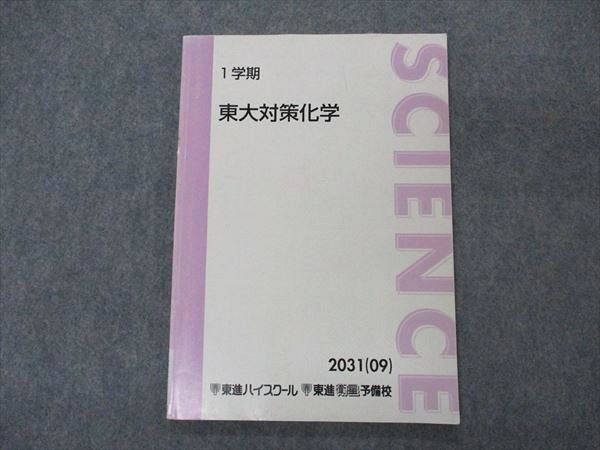 1学期
東大対策化学
SCIENCE
2031(09)
東進ハイスクール 東進衛星予備校